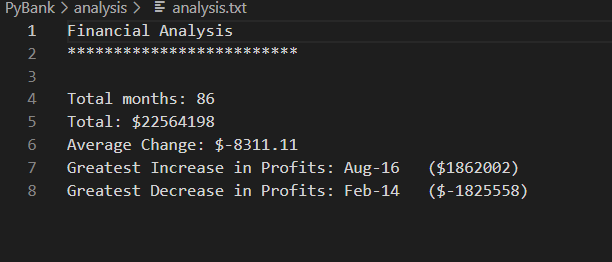 PyBank > analysis > analysis.txt
1 Financial Analysis
2 *************************
3
4 Total months: 86
5 Total: $22564198
6 Average Change: $-8311.11
7 Greatest Increase in Profits: Aug-16   ($1862002)
8 Greatest Decrease in Profits: Feb-14   ($-1825558)